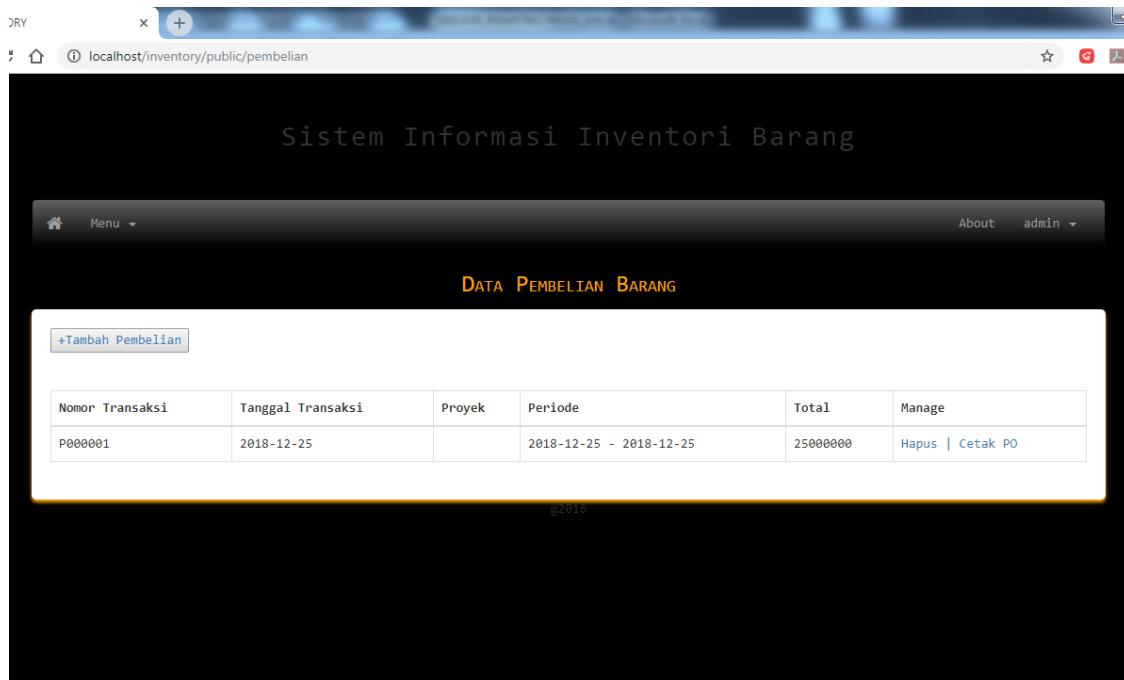 ORY
localhost/inventory/public/pembelian
Sistem Informasi Inventori Barang
Menu About admin
Data Pembelian Barang
+Tambah Pembelian
Nomor Transaksi Tanggal Transaksi Proyek Periode Total Manage
P000001 2018-12-25 2018-12-25 - 2018-12-25 25000000 Hapus | Cetak PO
@2016